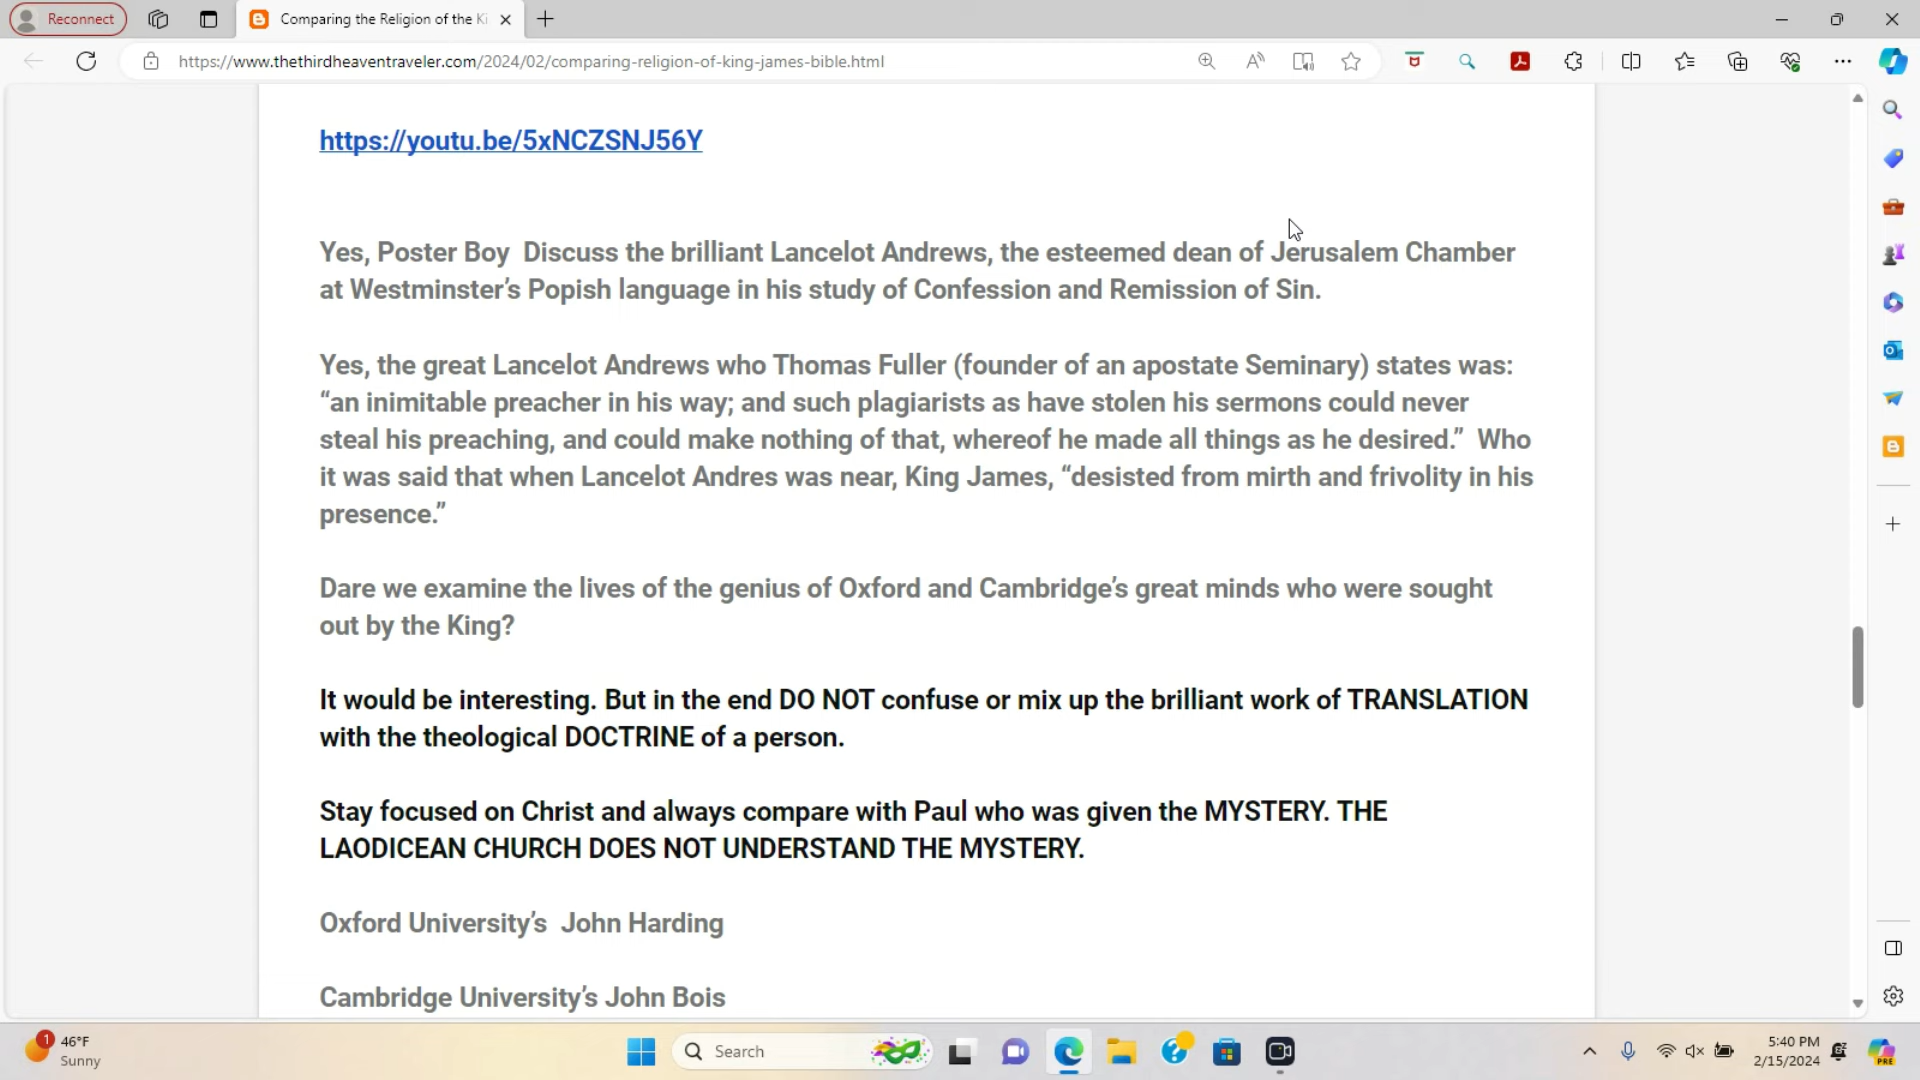 Reconnect
Comparing the Religion of the Ki
https://www.thethirdheaventraveler.com/2024/02/comparing-religion-of-king-james-bible.html
https://youtu.be/5xNCZSNJ56Y
Yes, Poster Boy  Discuss the brilliant Lancelot Andrews, the esteemed dean of Jerusalem Chamber
at Westminster’s Popish language in his study of Confession and Remission of Sin.
Yes, the great Lancelot Andrews who Thomas Fuller (founder of an apostate Seminary) states was:
“an inimitable preacher in his way; and such plagiarists as have stolen his sermons could never
steal his preaching, and could make nothing of that, whereof he made all things as he desired.”  Who
it was said that when Lancelot Andres was near, King James, “desisted from mirth and frivolity in his
presence.”
Dare we examine the lives of the genius of Oxford and Cambridge’s great minds who were sought
out by the King?
It would be interesting. But in the end DO NOT confuse or mix up the brilliant work of TRANSLATION
with the theological DOCTRINE of a person.
Stay focused on Christ and always compare with Paul who was given the MYSTERY. THE
LAODICEAN CHURCH DOES NOT UNDERSTAND THE MYSTERY.
Oxford University’s  John Harding
Cambridge University’s John Bois
1
46°F
Sunny
Search
PRE
5:40 PM
2/15/2024